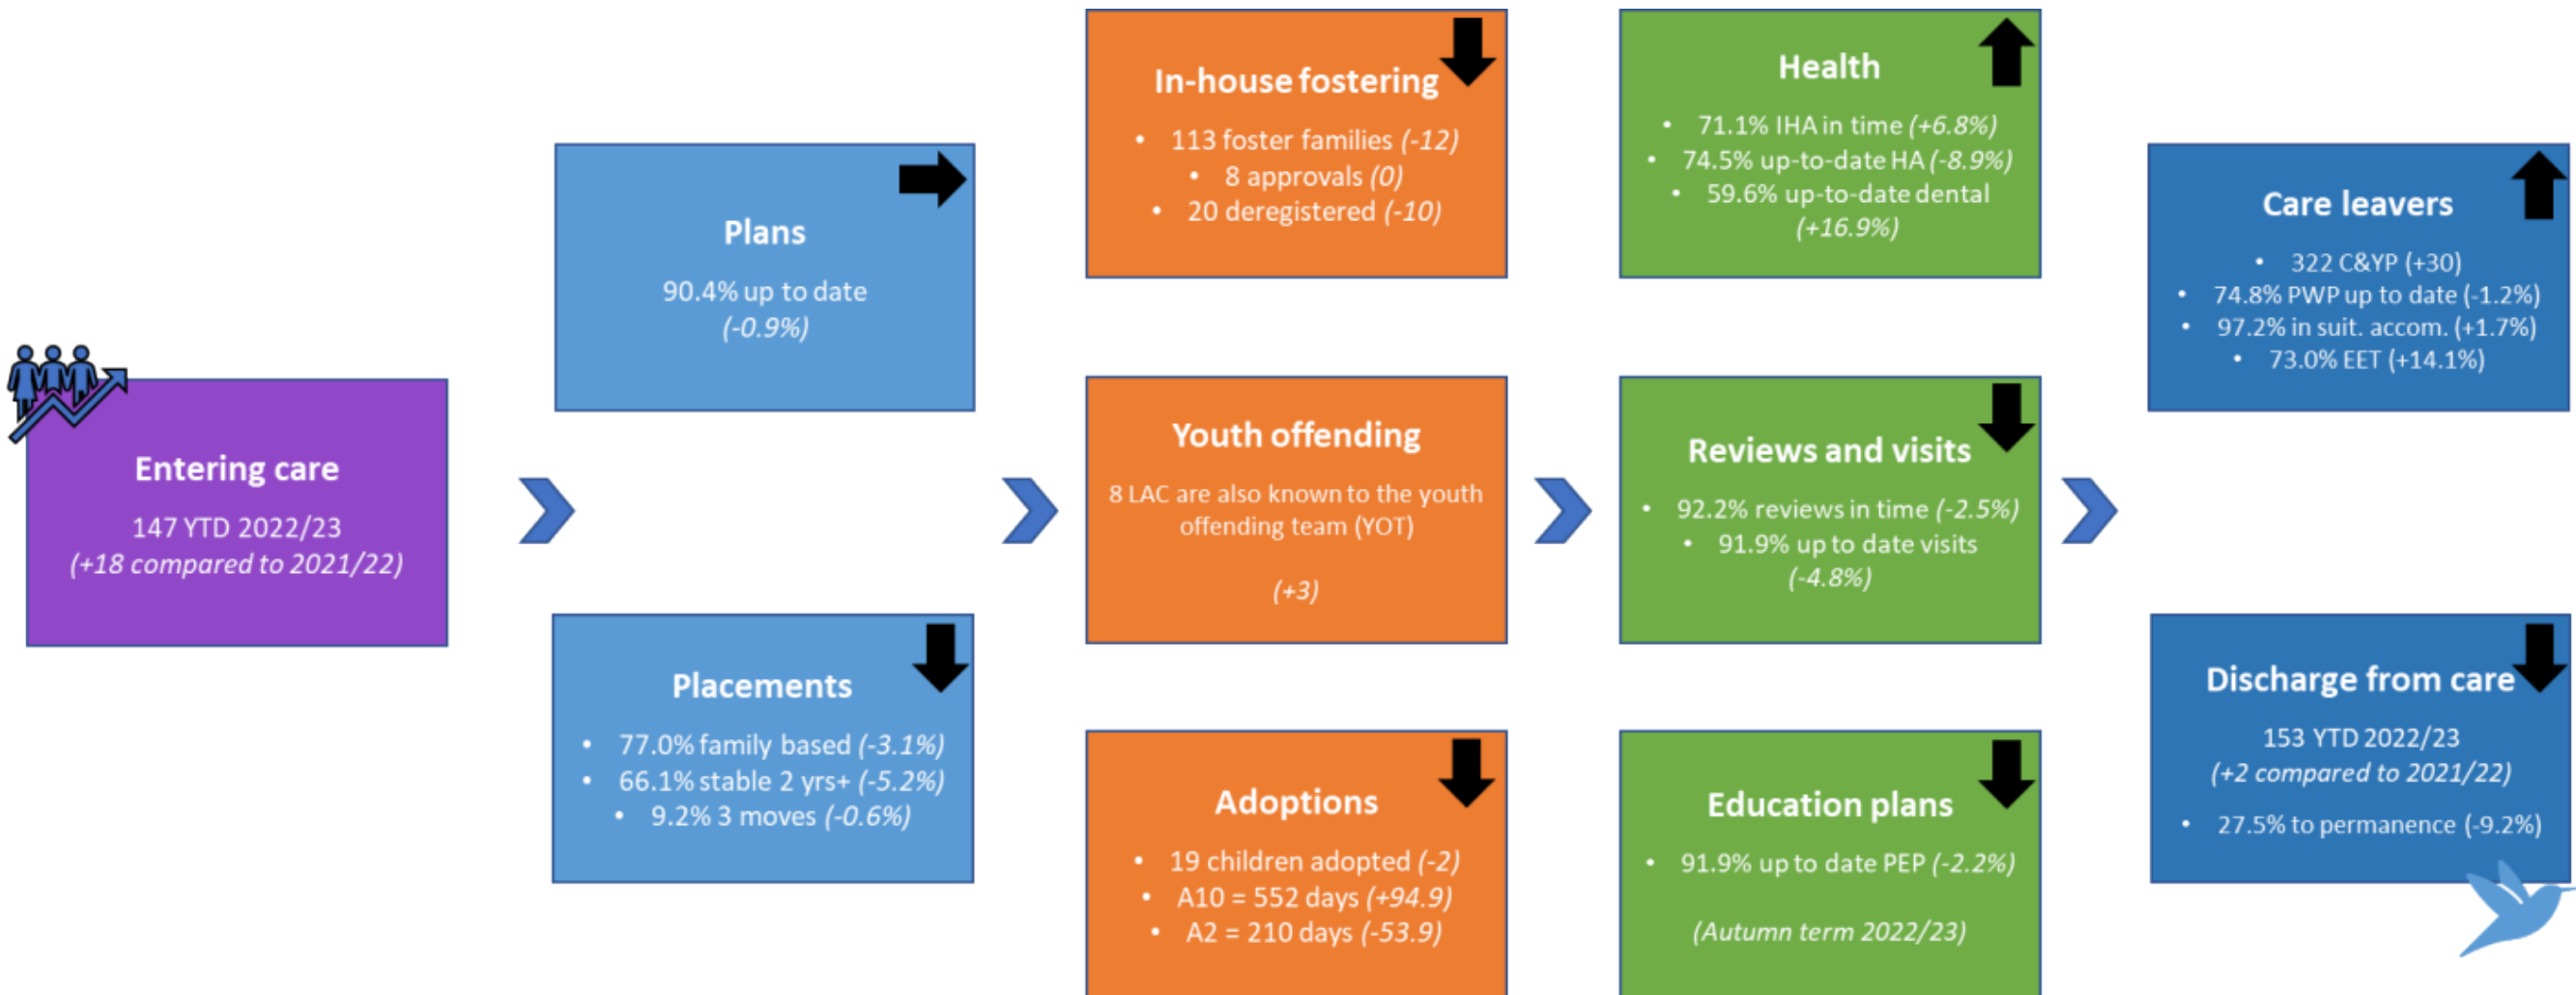 Entering care
147 YTD 2022/23
(+18 compared to 2021/22)
Plans
90.4% up to date
(-0.9%)
Placements
• 77.0% family based (-3.1%)
• 66.1% stable 2 yrs+ (-5.2%)
• 9.2% 3 moves (-0.6%)
In-house fostering
• 113 foster families (-12)
• 8 approvals (0)
• 20 deregistered (-10)
Youth offending
8 LAC are also known to the youth
offending team (YOT)
(+3)
Adoptions
• 19 children adopted (-2)
• A10 = 552 days (+94.9)
• A2 = 210 days (-53.9)
Health
• 71.1% IHA in time (+6.8%)
• 74.5% up-to-date HA (-8.9%)
• 59.6% up-to-date dental
(+16.9%)
Reviews and visits
• 92.2% reviews in time (-2.5%)
• 91.9% up to date visits
(-4.8%)
Education plans
• 91.9% up to date PEP (-2.2%)
(Autumn term 2022/23)
Care leavers
• 322 C&YP (+30)
• 74.8% PWP up to date (-1.2%)
• 97.2% in suit. accom. (+1.7%)
• 73.0% EET (+14.1%)
Discharge from care
153 YTD 2022/23
(+2 compared to 2021/22)
• 27.5% to permanence (-9.2%)